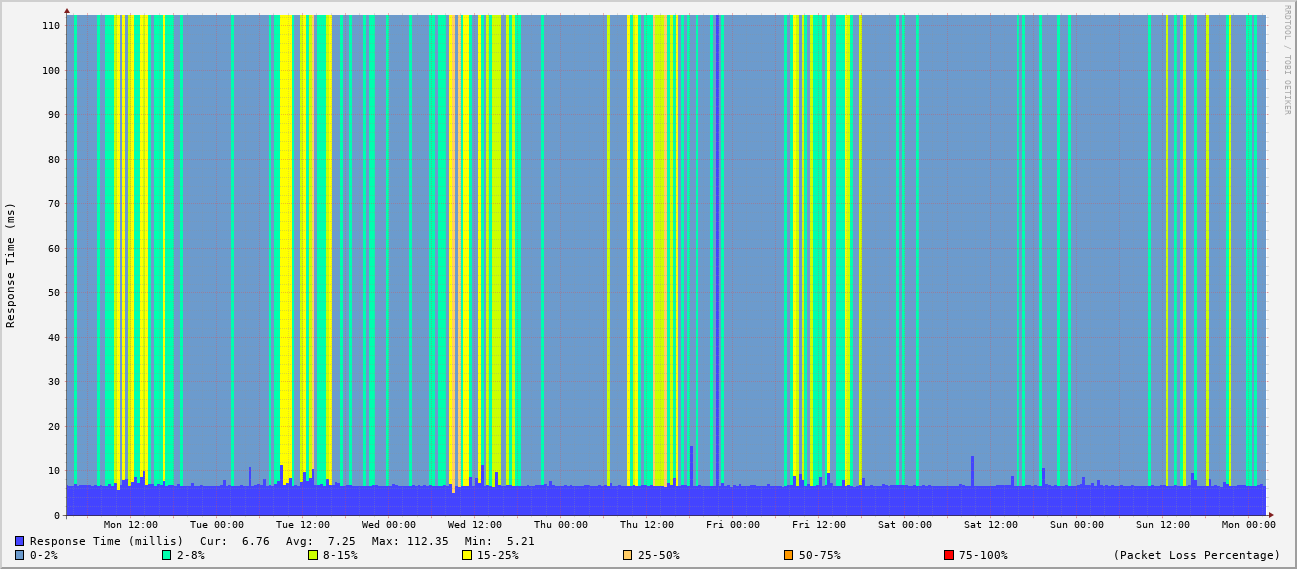 RRDTOOL / TOBI OETIKER
Response Time (ms)
110
100
90
80
70
60
50
40
30
20
10
0
Mon 12:00 Tue 00:00 Tue 12:00 Wed 00:00 Wed 12:00 Thu 00:00 Thu 12:00 Fri 00:00 Fri 12:00 Sat 00:00 Sat 12:00 Sun 00:00 Sun 12:00 Mon 00:00
Response Time (millis) Cur: 6.76 Avg: 7.25 Max: 112.35 Min: 5.21
0-2% 2-8% 8-15% 15-25% 25-50% 50-75% 75-100% (Packet Loss Percentage)